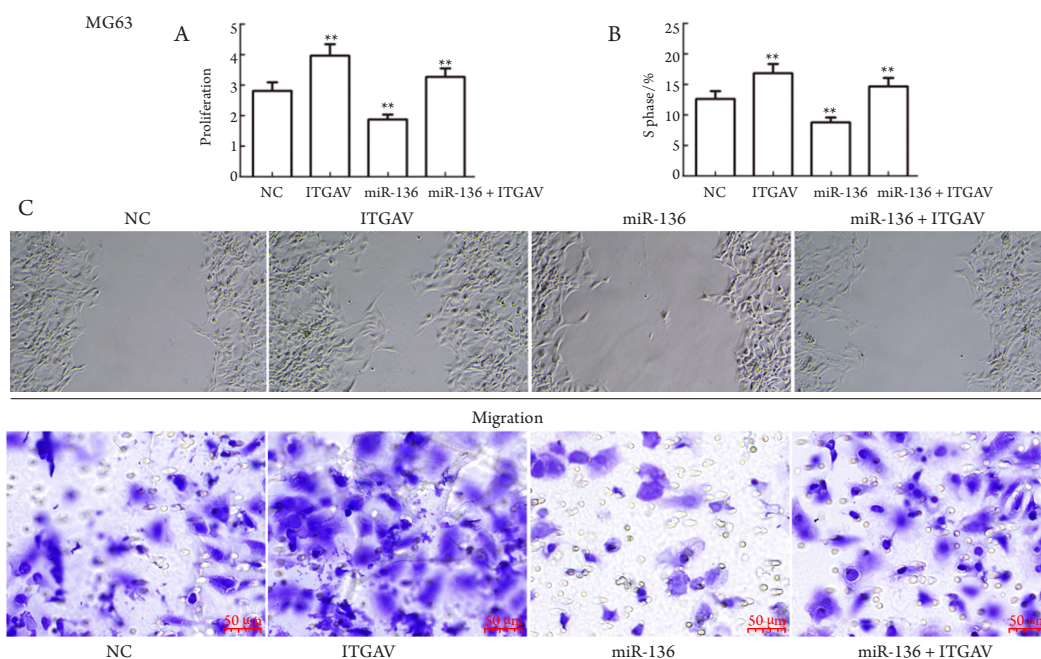 MG63
A
Proliferation
5
4
3
2
1
0
**
**
**
NC ITGAV miR-136 miR-136 + ITGAV
B
S phase/%
25
20
15
10
5
0
**
**
**
NC ITGAV miR-136 miR-136 + ITGAV
C
NC ITGAV miR-136 miR-136 + ITGAV
Migration
50 μm 50 μm 50 μm 50 μm
NC ITGAV miR-136 miR-136 + ITGAV